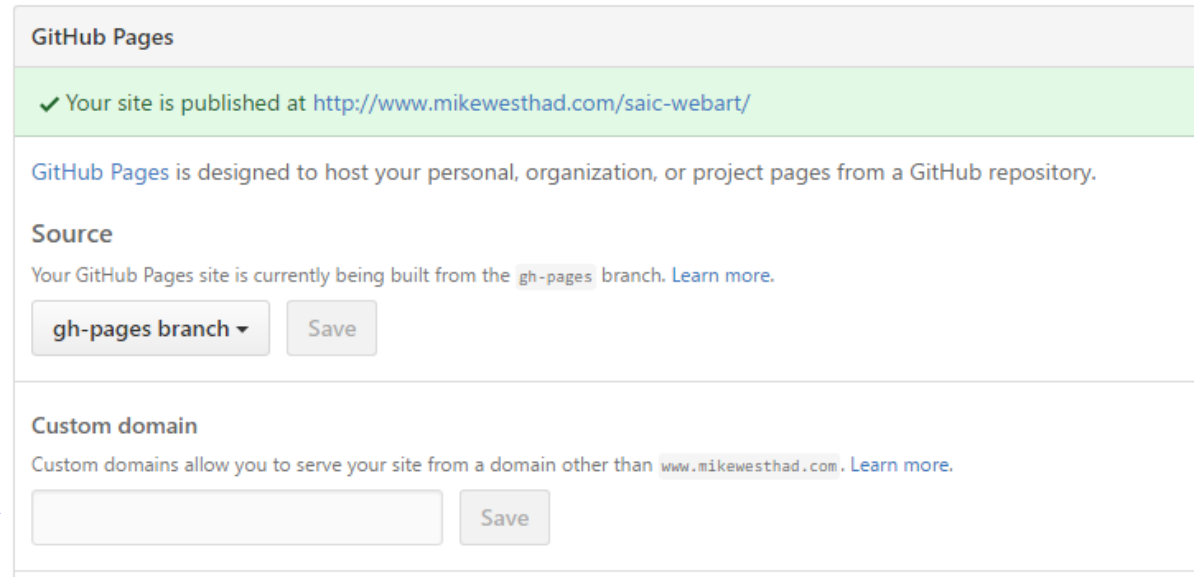 GitHub Pages
✓ Your site is published at http://www.mikewesthad.com/saic-webart/
GitHub Pages is designed to host your personal, organization, or project pages from a GitHub repository.
Source
Your GitHub Pages site is currently being built from the gh-pages branch. Learn more.
gh-pages branch Save
Custom domain
Custom domains allow you to serve your site from a domain other than www.mikewesthad.com. Learn more.
Save